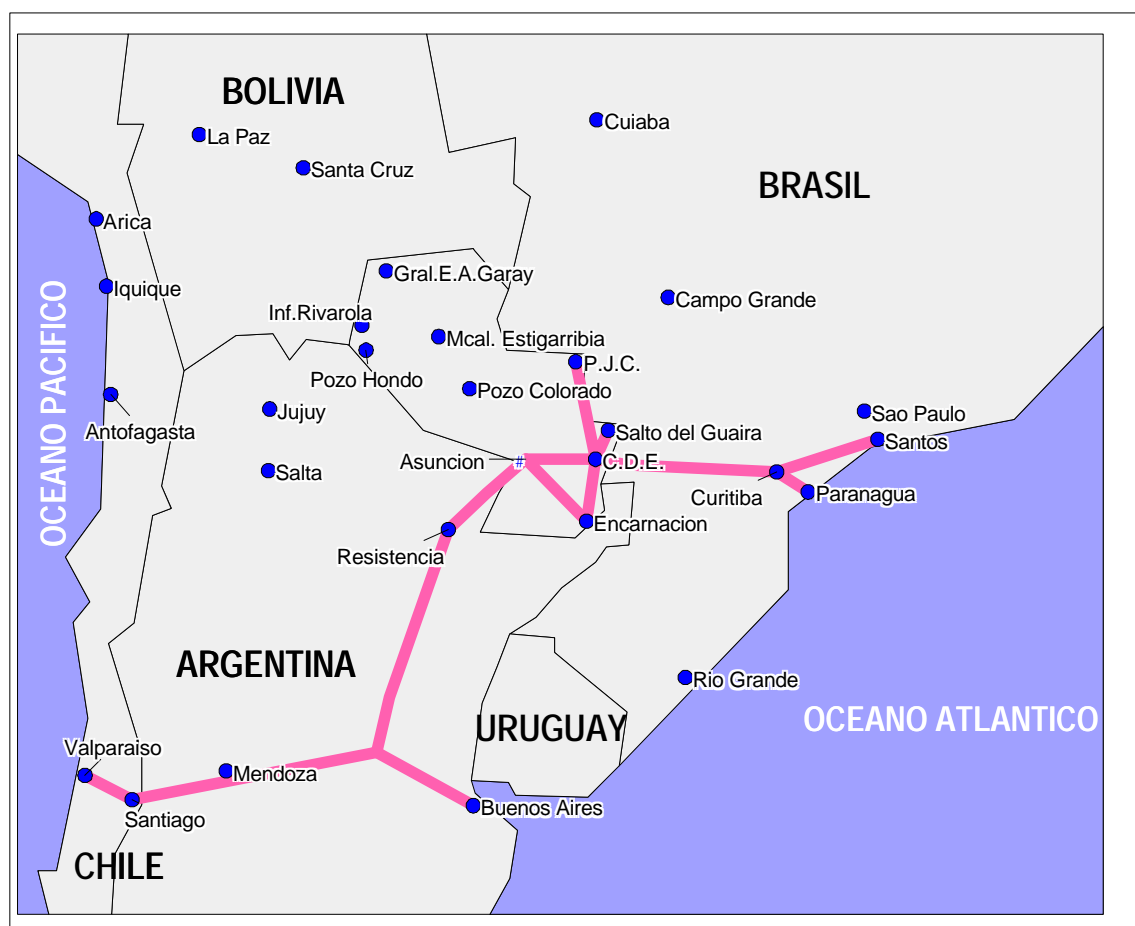 BOLIVIA
La Paz
Cuiaba
Santa Cruz
BRASIL
Arica
Gral.E.A.Garay
Iquique
Campo Grande
OCEANO PACIFICO
Inf.Rivarola
Mcal. Estigarribia
P.J.C.
Pozo Hondo
Pozo Colorado
Jujuy
Sao Paulo
Antofagasta
Salto del Guaira
Santos
Asuncion
#
C.D.E.
Salta
Curitiba
Paranagua
Encarnacion
Resistencia
ARGENTINA
Rio Grande
URUGUAY
OCEANO ATLANTICO
Valparaiso
Mendoza
Santiago
Buenos Aires
CHILE